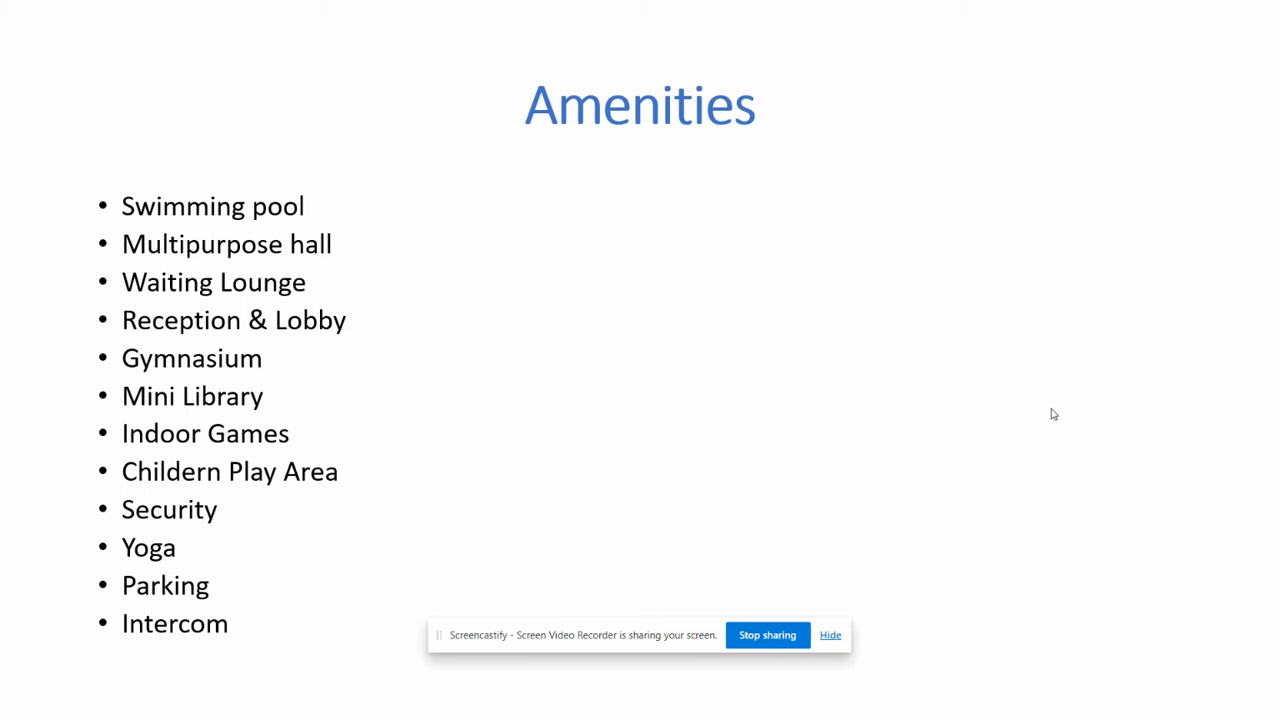 Amenities
• Swimming pool
• Multipurpose hall
• Waiting Lounge
• Reception & Lobby
• Gymnasium
• Mini Library
• Indoor Games
• Childern Play Area
• Security
• Yoga
• Parking
• Intercom
Screencastify - Screen Video Recorder is sharing your screen. Stop sharing Hide